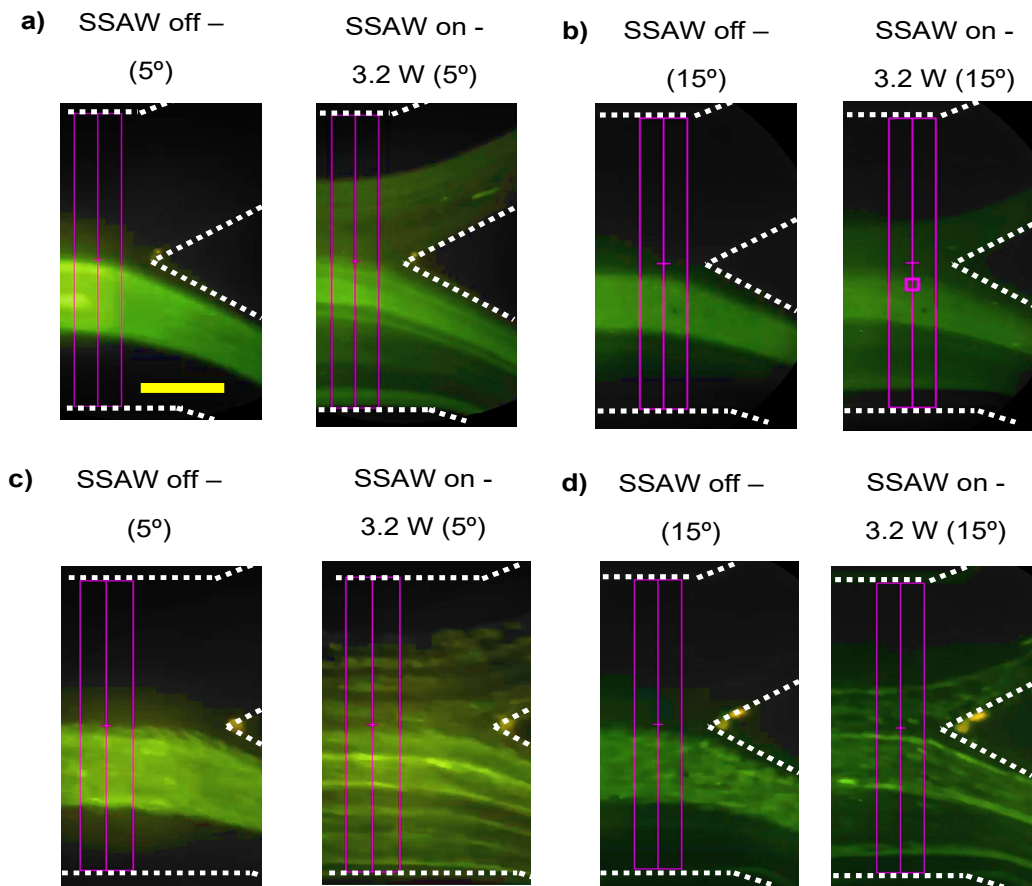 a)
SSAW off –
(5º)
SSAW on -
3.2 W (5º)
b)
SSAW off –
(15º)
SSAW on -
3.2 W (15º)
c)
SSAW off –
(5º)
SSAW on -
3.2 W (5º)
d)
SSAW off –
(15º)
SSAW on -
3.2 W (15º)